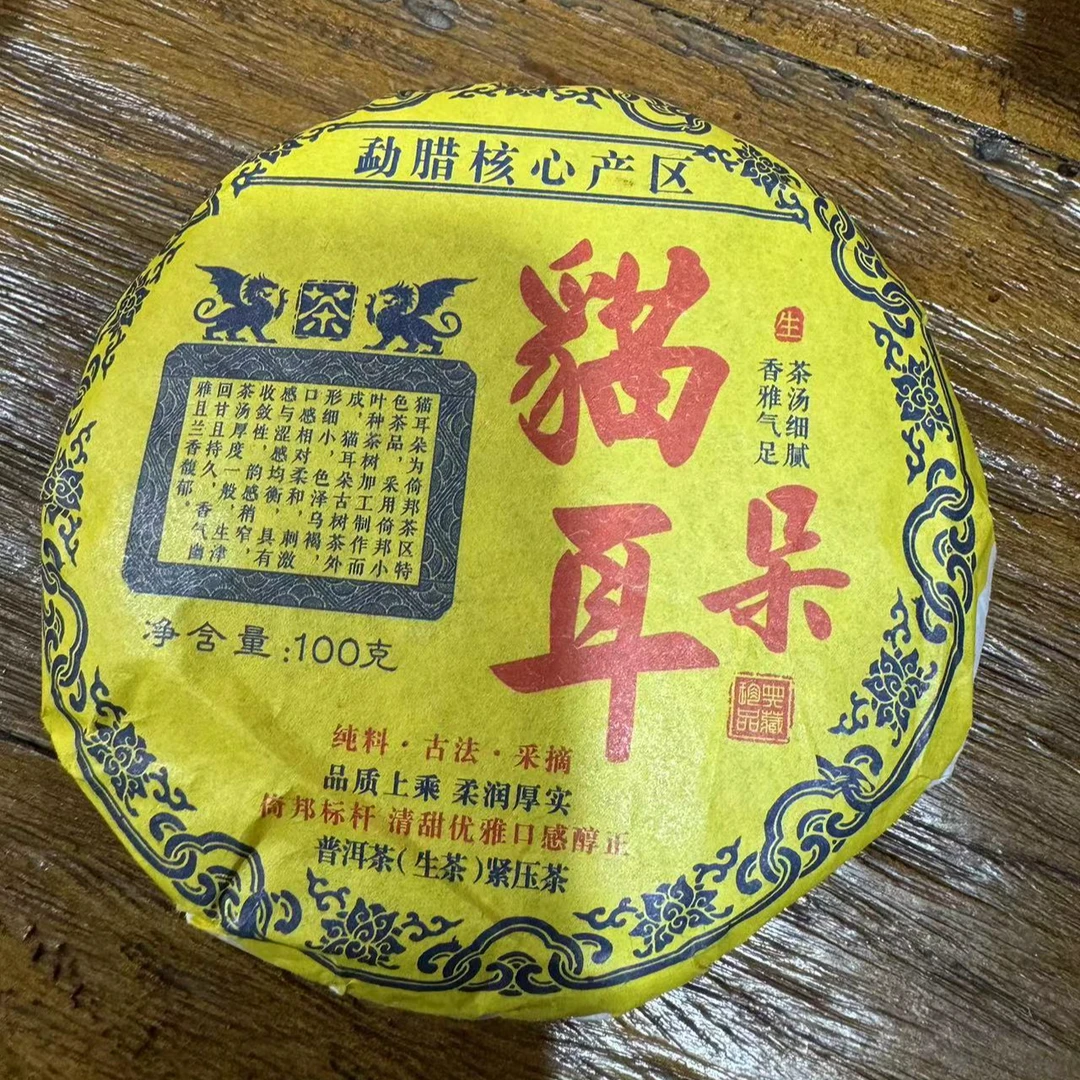 勐腊核心产区
貓耳
朵
生
茶汤细腻
香雅气足
典藏
珍品
茶
猫耳朵为倚邦茶区特
色茶品，采用倚邦小
叶种茶树加工制作而
成，猫耳朵古树茶外
形细小，色泽乌褐，
口感相对柔和，刺激
感与涩感均衡，具有
收敛性，韵感稍窄，
茶汤厚度一般，生津
回甘且持久，香气幽
雅且兰香馥郁。
净含量:100克
纯料·古法·采摘
品质上乘 柔润厚实
倚邦标杆 清甜优雅口感醇正
普洱茶(生茶)紧压茶